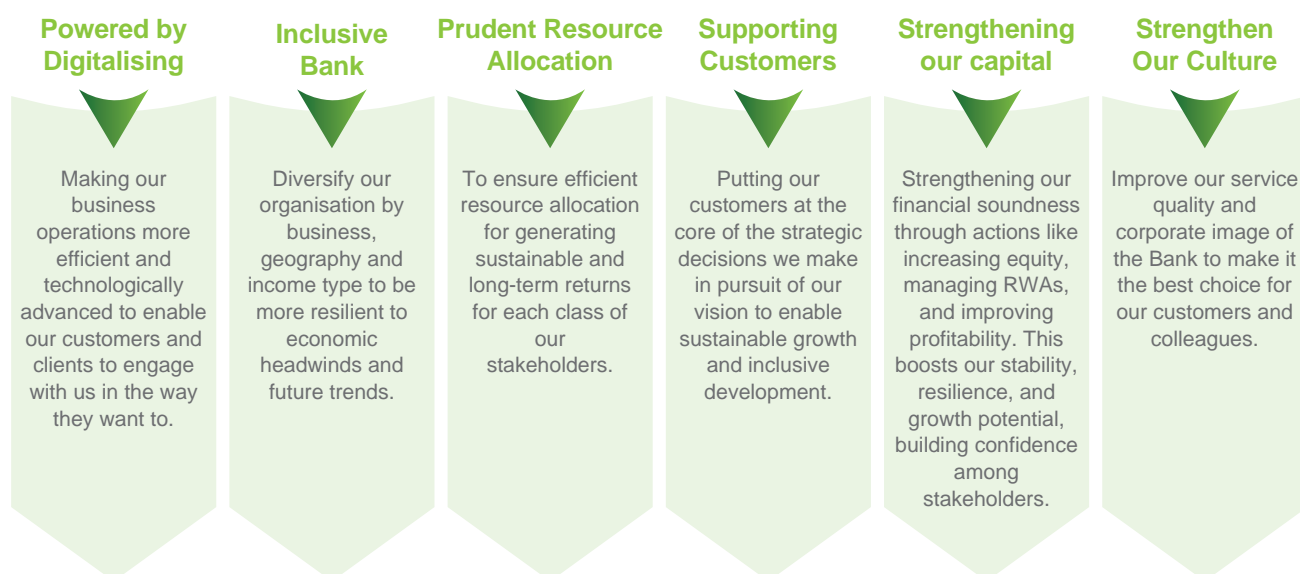 Powered by
Digitalising
Making our
business
operations more
efficient and
technologically
advanced to enable
our customers and
clients to engage
with us in the way
they want to.
Inclusive
Bank
Diversify our
organisation by
business,
geography and
income type to be
more resilient to
economic
headwinds and
future trends.
Prudent Resource
Allocation
To ensure efficient
resource allocation
for generating
sustainable and
long-term returns
for each class of
our
stakeholders.
Supporting
Customers
Putting our
customers at the
core of the strategic
decisions we make
in pursuit of our
vision to enable
sustainable growth
and inclusive
development.
Strengthening
our capital
Strengthening our
financial soundness
through actions like
increasing equity,
managing RWAs,
and improving
profitability. This
boosts our stability,
resilience, and
growth potential,
building confidence
among
stakeholders.
Strengthen
Our Culture
Improve our service
quality and
corporate image of
the Bank to make it
the best choice for
our customers and
colleagues.